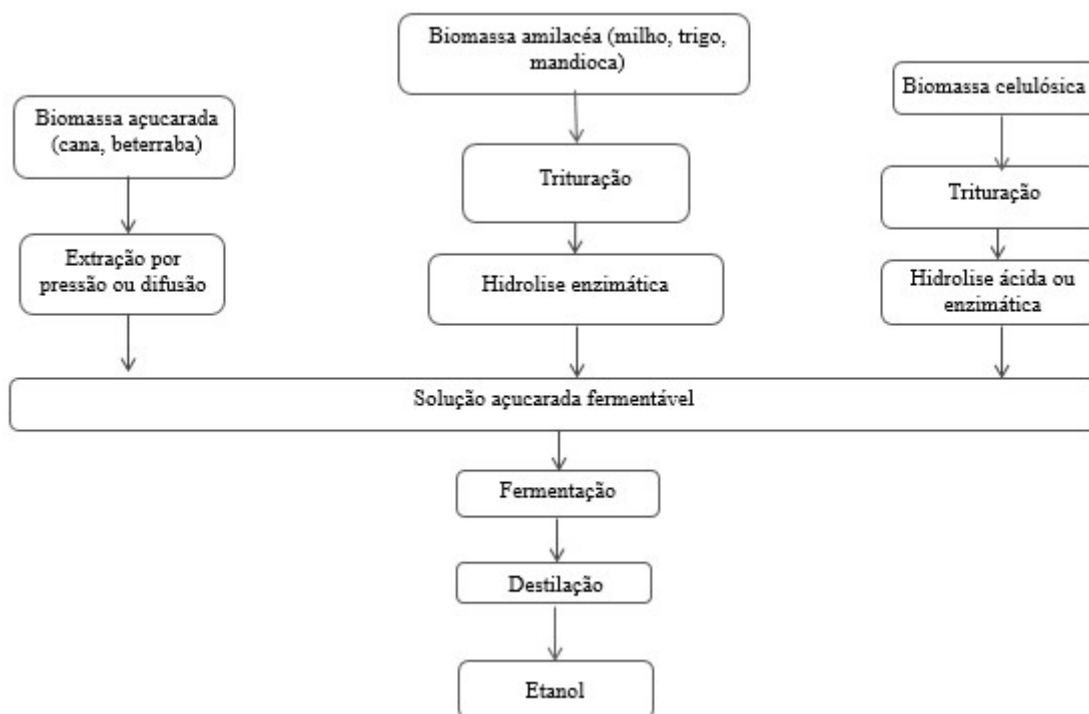 Biomassa açucarada
(cana, beterraba)
Extração por
pressão ou difusão
Biomassa amilacéa (milho, trigo,
mandioca)
Trituração
Hidrolise enzimática
Biomassa celulósica
Trituração
Hidrolise ácida ou
enzimática
Solução açucarada fermentável
Fermentação
Destilação
Etanol